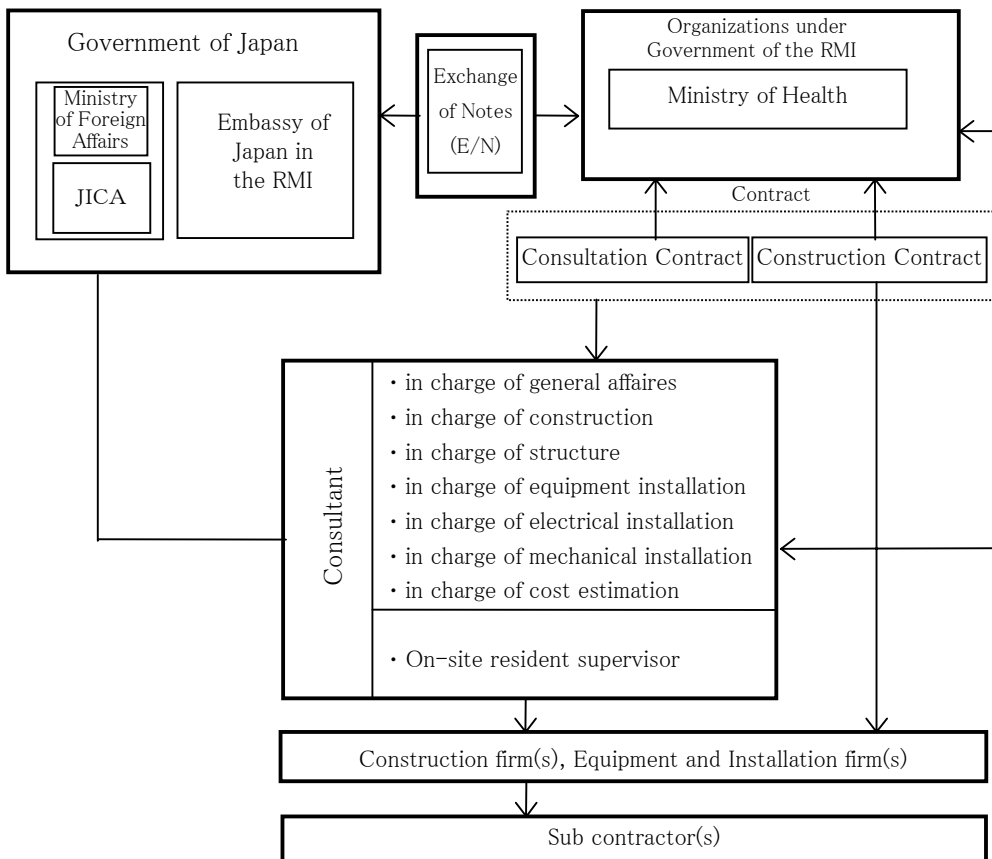 Government of Japan
Ministry
of Foreign
Affairs
JICA
Embassy of
Japan in
the RMI
Exchange
of Notes
(E/N)
Organizations under
Government of the RMI
Ministry of Health
Contract
Consultation Contract
Construction Contract
Consultant
・in charge of general affaires
・in charge of construction
・in charge of structure
・in charge of equipment installation
・in charge of electrical installation
・in charge of mechanical installation
・in charge of cost estimation
・On-site resident supervisor
Construction firm(s), Equipment and Installation firm(s)
Sub contractor(s)